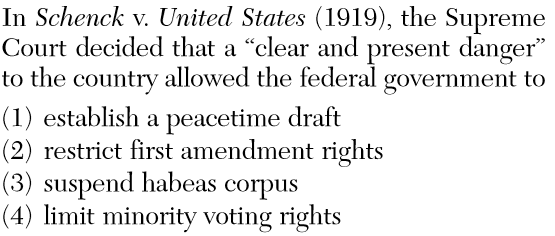 In Schenck v. United States (1919), the Supreme
Court decided that a “clear and present danger”
to the country allowed the federal government to
(1) establish a peacetime draft
(2) restrict first amendment rights
(3) suspend habeas corpus
(4) limit minority voting rights